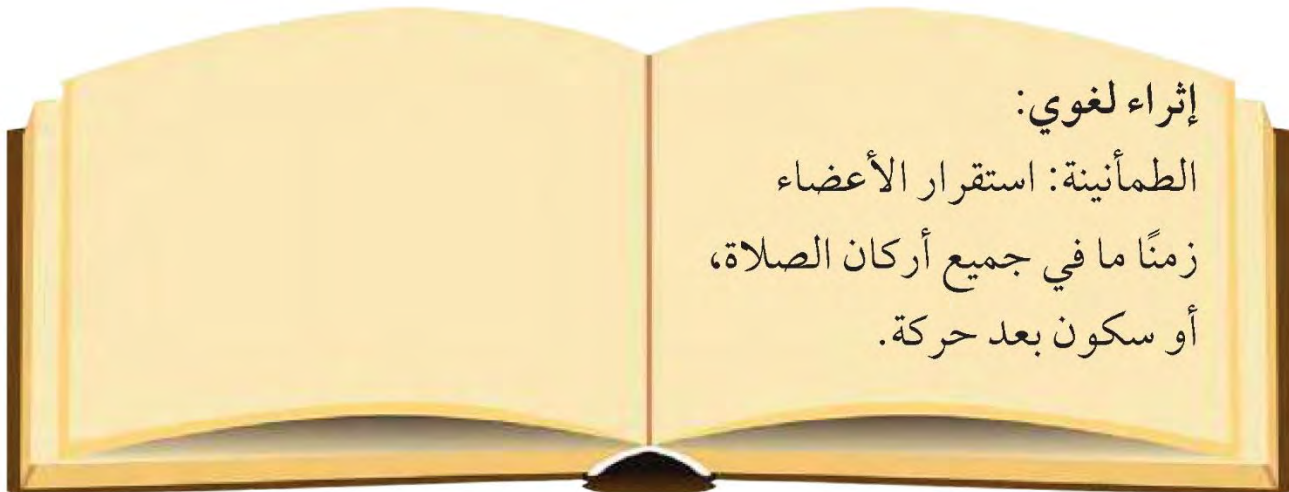 إثراء لغوي:
الطمأنينة: استقرار الأعضاء
زمنًا ما في جميع أركان الصلاة،
أو سكون بعد حركة.